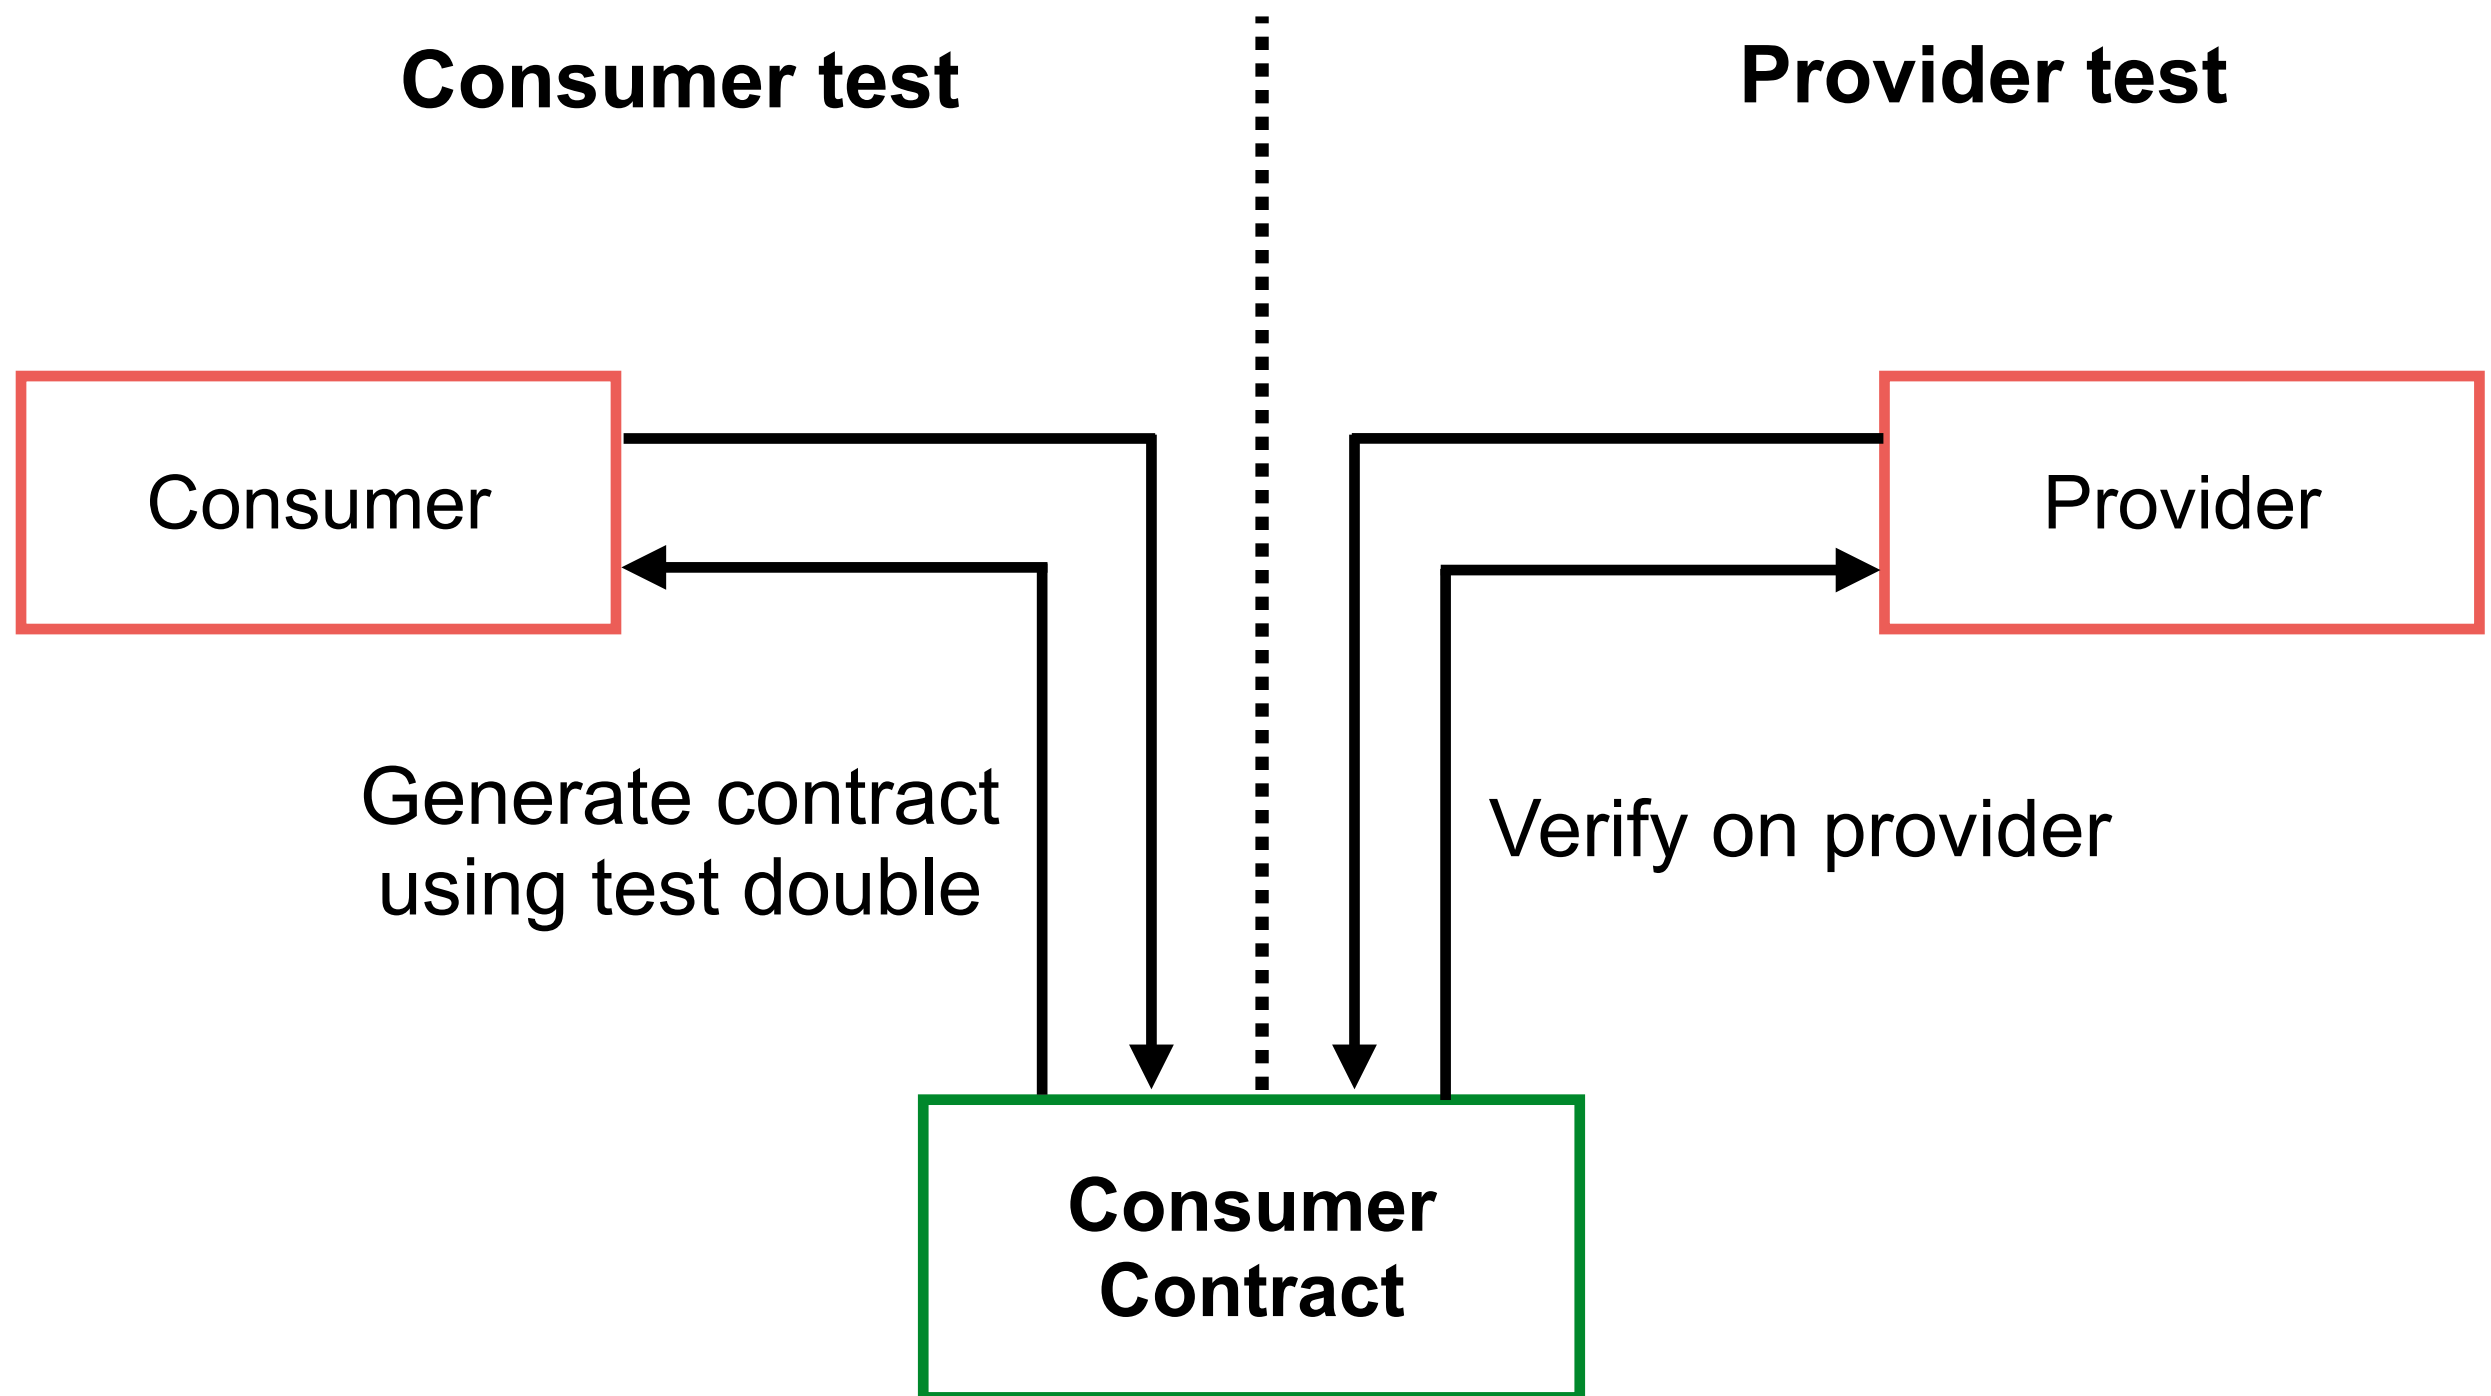 Consumer test
Provider test
Consumer
Provider
Generate contract
using test double
Verify on provider
Consumer
Contract